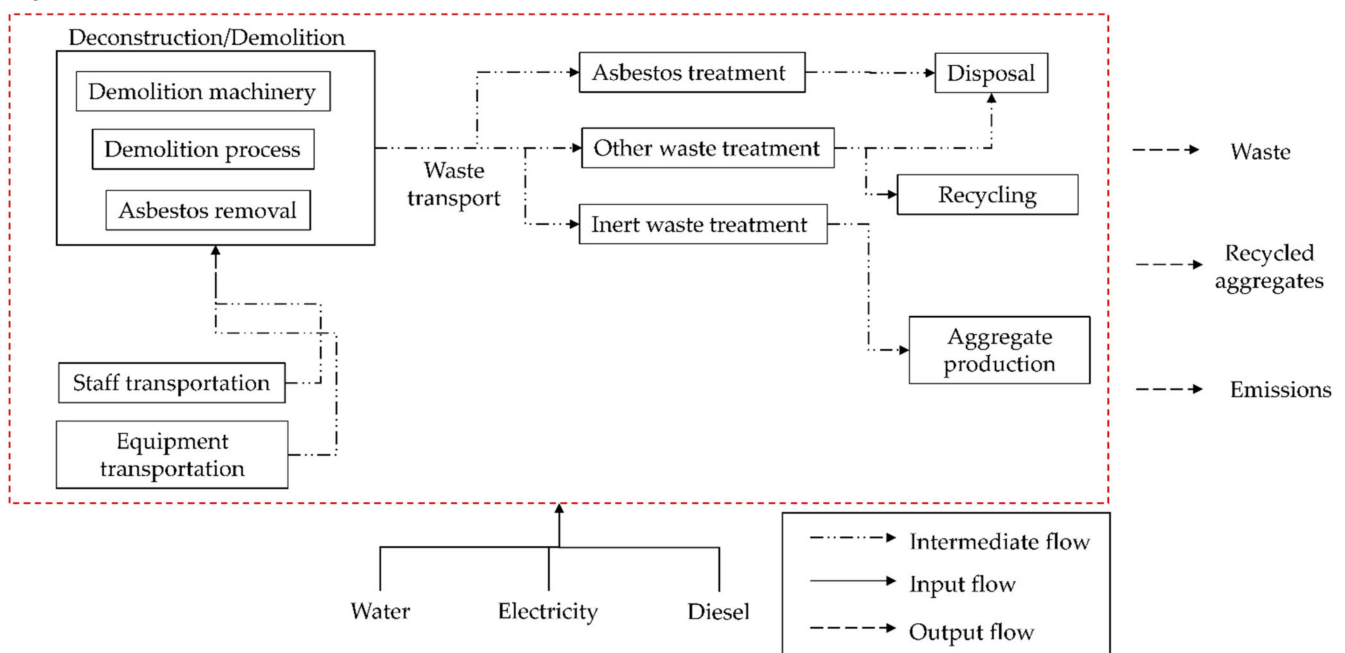 Deconstruction/Demolition
Demolition machinery
Demolition process
Asbestos removal
Waste
transport
Asbestos treatment
Other waste treatment
Inert waste treatment
Disposal
Recycling
Aggregate
production
Staff transportation
Equipment
transportation
Waste
Recycled
aggregates
Emissions
Water
Electricity
Diesel
Intermediate flow
Input flow
Output flow